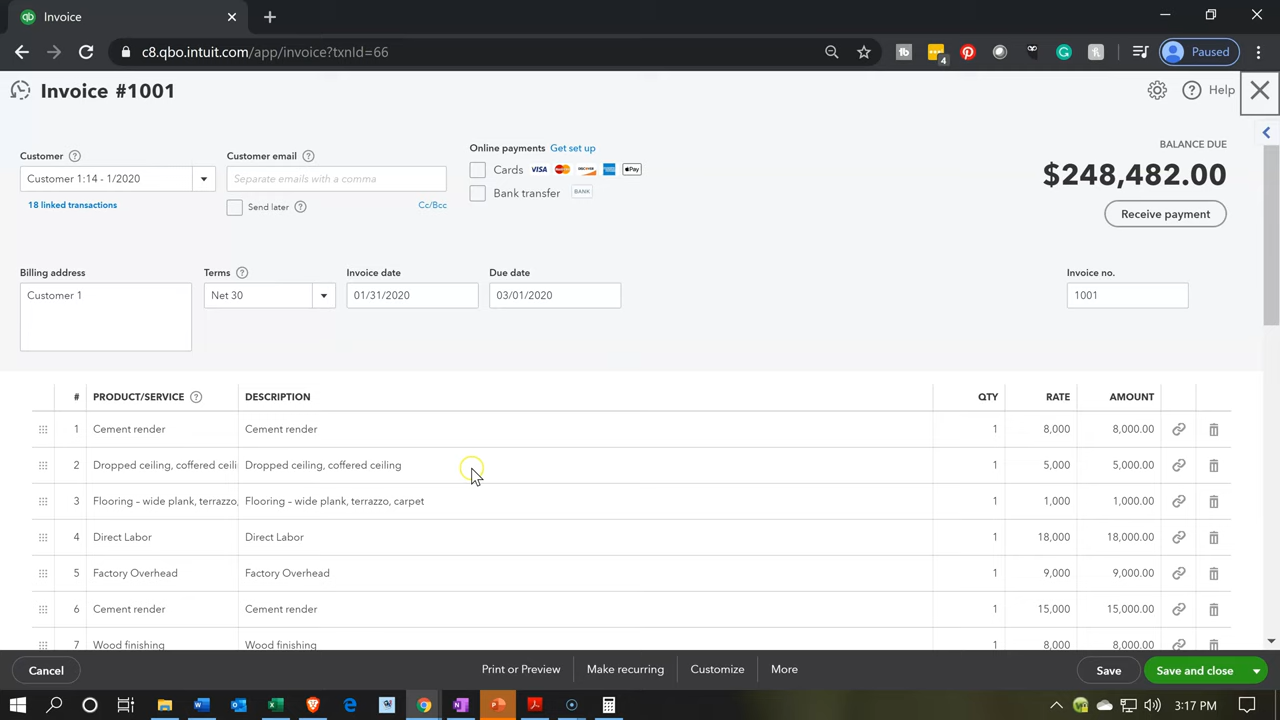 Invoice
c8.qbo.intuit.com/app/invoice?txnId=66
4
Paused
Invoice #1001
Help
Customer
Customer email
Online payments Get set up
BALANCE DUE
Customer 1:14 - 1/2020
Separate emails with a comma
Cards VISA DISCOVER Pay
$248,482.00
18 linked transactions
Send later
Cc/Bcc
Bank transfer BANK
Receive payment
Billing address
Terms
Invoice date
Due date
Invoice no.
Customer 1
Net 30
01/31/2020
03/01/2020
1001
# PRODUCT/SERVICE DESCRIPTION QTY RATE AMOUNT
1 Cement render Cement render 1 8,000 8,000.00
2 Dropped ceiling, coffered ceili Dropped ceiling, coffered ceiling 1 5,000 5,000.00
3 Flooring – wide plank, terrazzo, Flooring – wide plank, terrazzo, carpet 1 1,000 1,000.00
4 Direct Labor Direct Labor 1 18,000 18,000.00
5 Factory Overhead Factory Overhead 1 9,000 9,000.00
6 Cement render Cement render 1 15,000 15,000.00
7 Wood finishing Wood finishing 1 8,000 8,000.00
Cancel
Print or Preview
Make recurring
Customize
More
Save
Save and close
3:17 PM